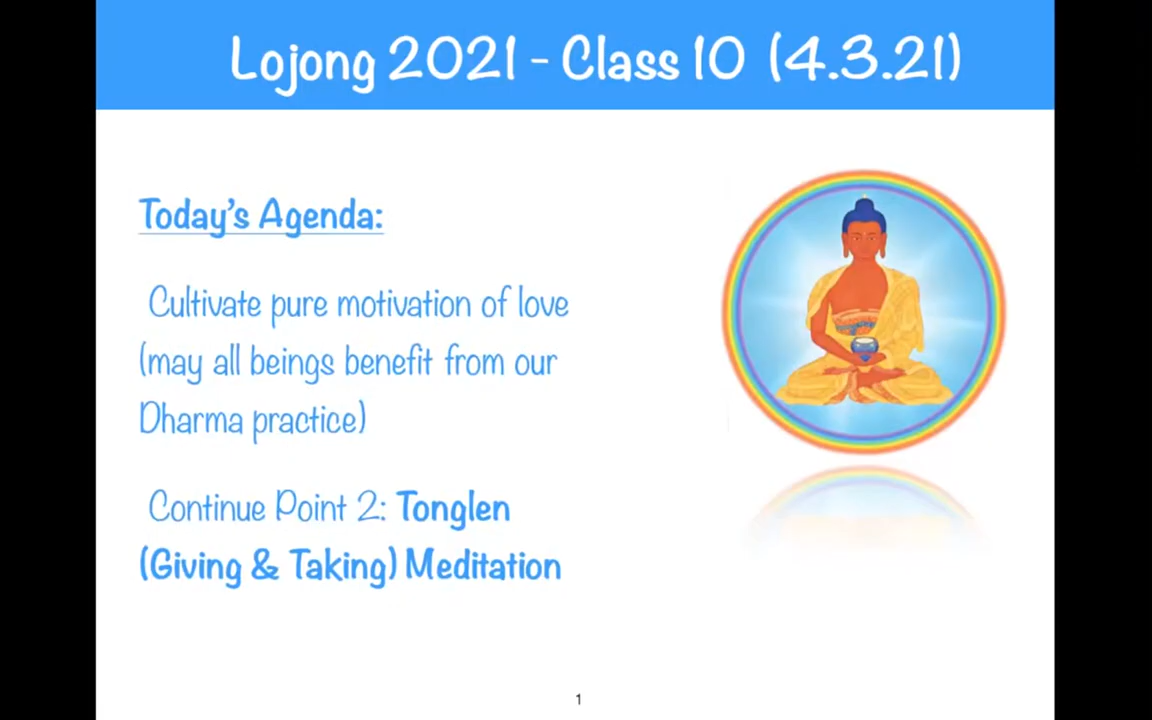 Lojong 2021 - Class 10 (4.3.21)
Today's Agenda:
Cultivate pure motivation of love
(may all beings benefit from our
Dharma practice)
Continue Point 2: Tonglen
(Giving & Taking) Meditation
1